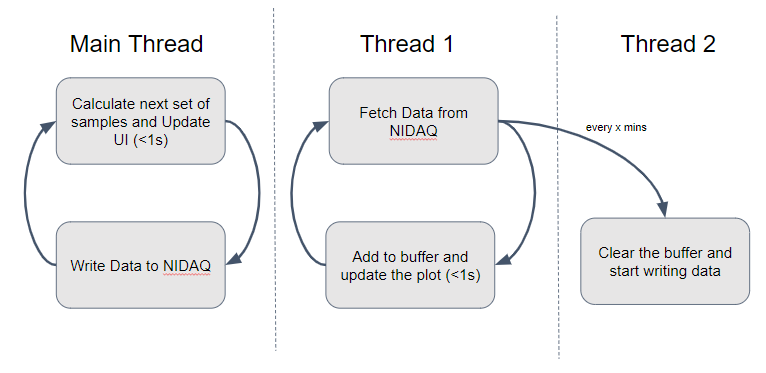 Main Thread
Calculate next set of
samples and Update
UI (<1s)
Write Data to NIDAQ
Thread 1
Fetch Data from
NIDAQ
Add to buffer and
update the plot (<1s)
Thread 2
every x mins
Clear the buffer and
start writing data